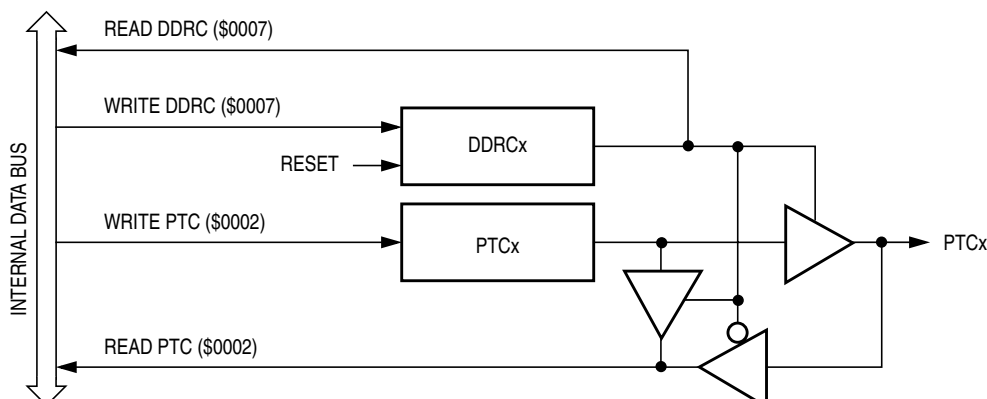 READ DDRC ($0007)
WRITE DDRC ($0007)
DDRCx
RESET
WRITE PTC ($0002)
PTCx
PTCx
READ PTC ($0002)
INTERNAL DATA BUS